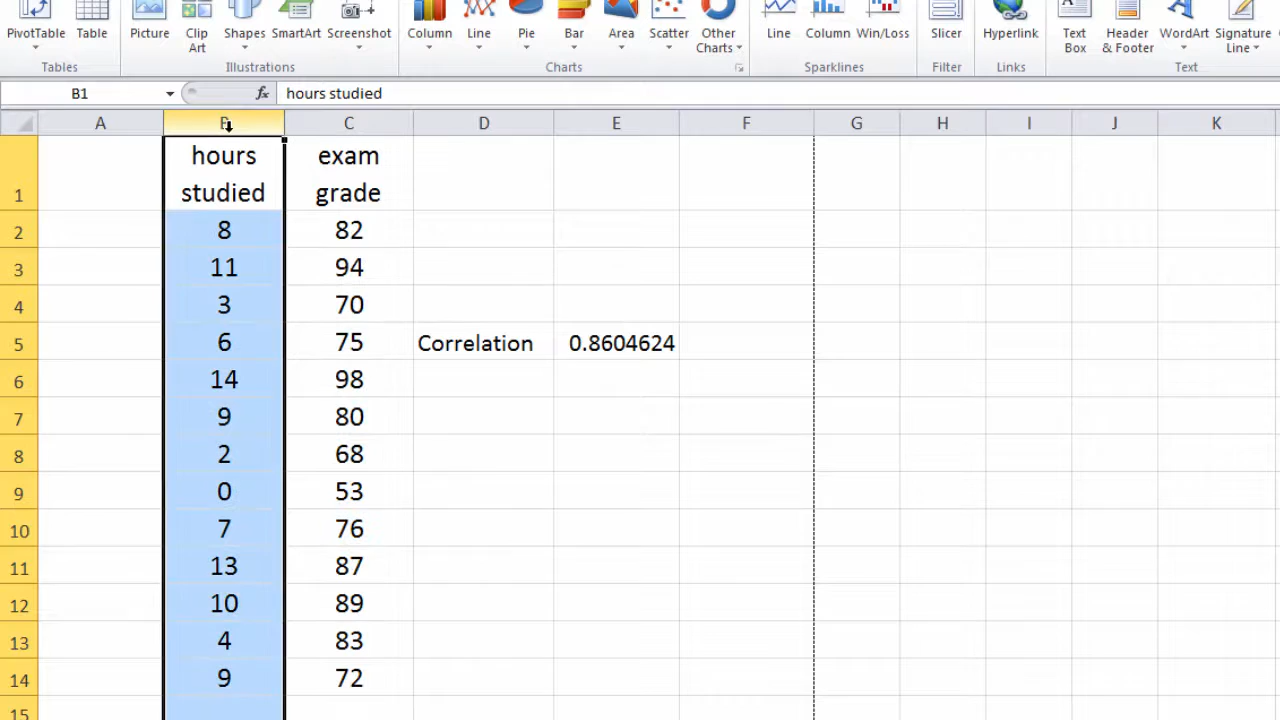 PivotTable Table Picture Clip Art Shapes SmartArt Screenshot Column Line Pie Bar Area Scatter Other Charts Line Column Win/Loss Slicer Hyperlink Text Box Header & Footer WordArt Signature Line
Tables Illustrations Charts Sparklines Filter Links Text
B1 fx hours studied
A B C D E F G H I J K
1 hours studied exam grade
2 8 82
3 11 94
4 3 70
5 6 75 Correlation 0.8604624
6 14 98
7 9 80
8 2 68
9 0 53
10 7 76
11 13 87
12 10 89
13 4 83
14 9 72
15